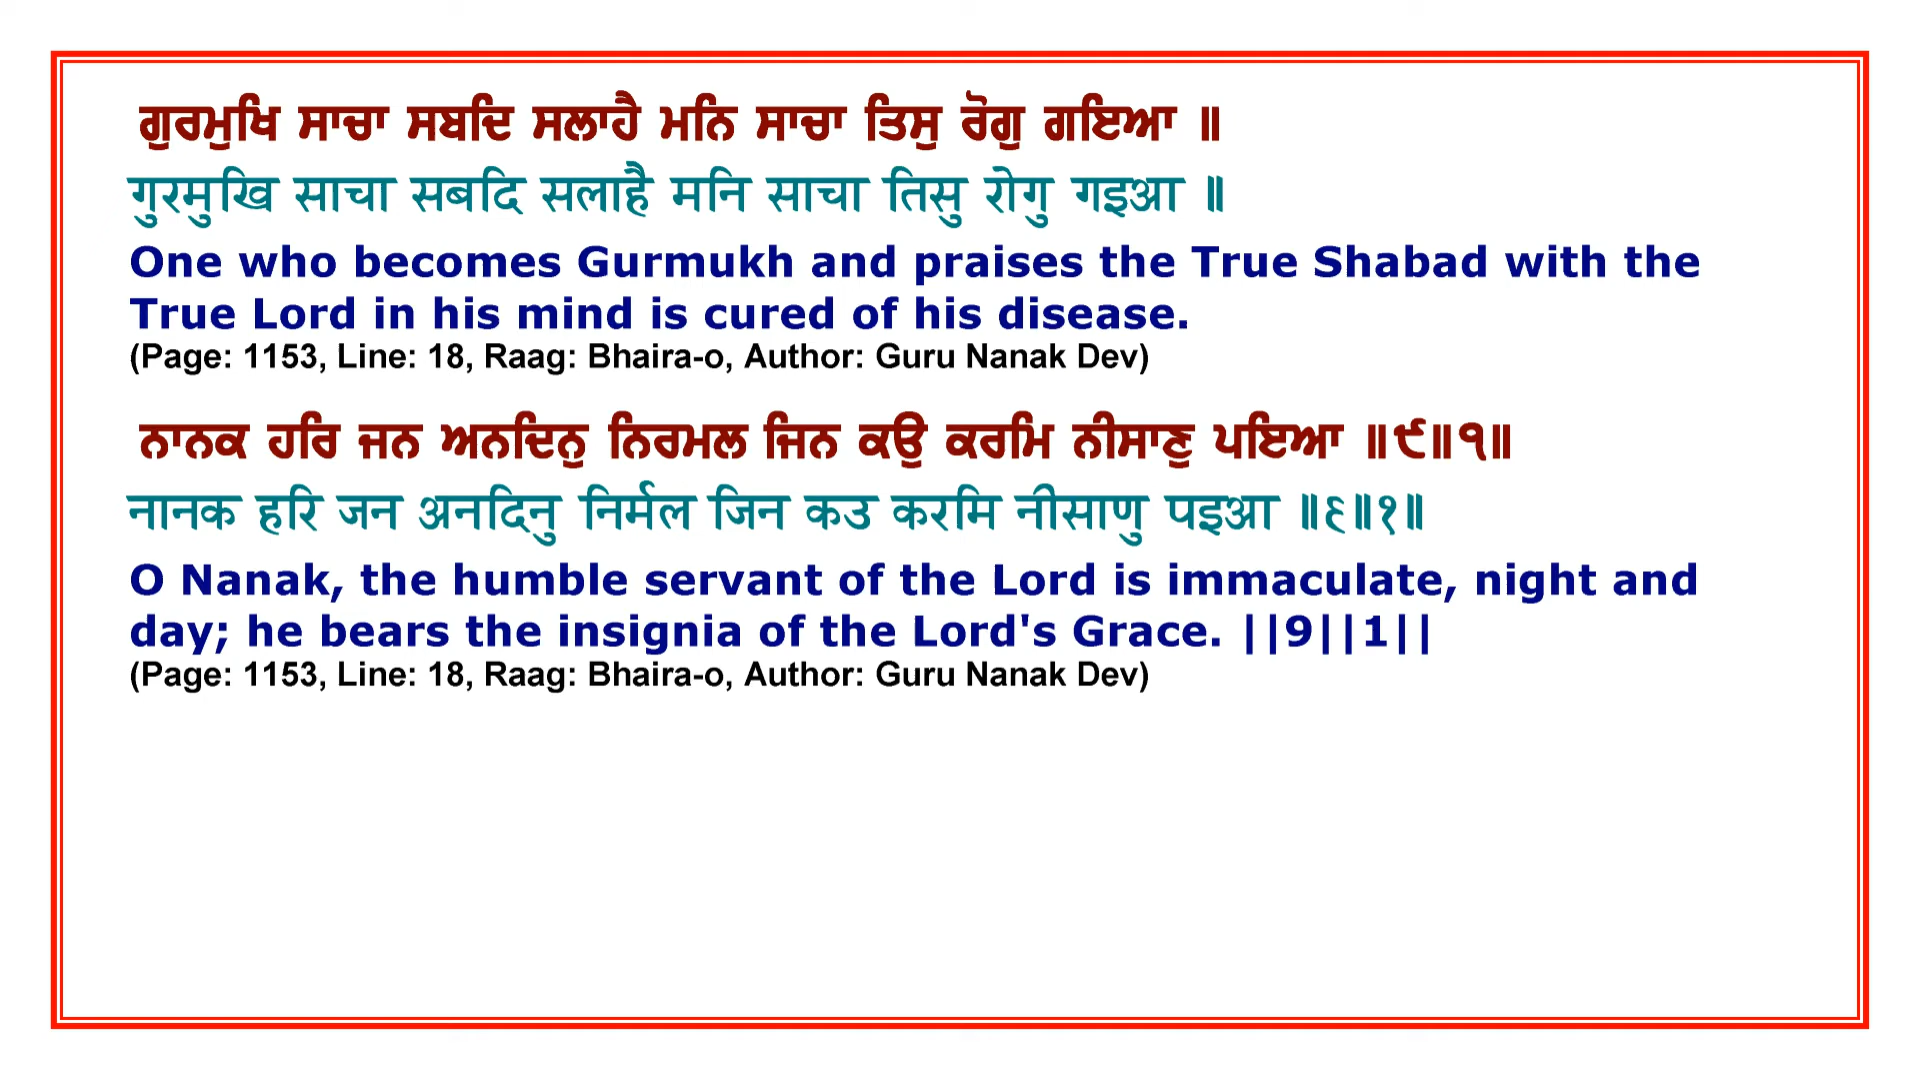 ਗੁਰਮੁਖਿ ਸਾਚਾ ਸਬਦਿ ਸਲਾਹੈ ਮਨਿ ਸਾਚਾ ਤਿਸੁ ਰੋਗੁ ਗਇਆ ॥
गुरमुखि साचा सबदि सलाहै मनि साचा तिसु रोगु गइआ ॥
One who becomes Gurmukh and praises the True Shabad with the
True Lord in his mind is cured of his disease.
(Page: 1153, Line: 18, Raag: Bhaira-o, Author: Guru Nanak Dev)
ਨਾਨਕ ਹਰਿ ਜਨ ਅਨਦਿਨੁ ਨਿਰਮਲ ਜਿਨ ਕਉ ਕਰਮਿ ਨੀਸਾਣੁ ਪਇਆ ॥੯॥੧॥
नानक हरि जन अनदिनु निर्मल जिन कउ करमि नीसाणु पइआ ॥९॥१॥
O Nanak, the humble servant of the Lord is immaculate, night and
day; he bears the insignia of the Lord's Grace. ||9||1||
(Page: 1153, Line: 18, Raag: Bhaira-o, Author: Guru Nanak Dev)